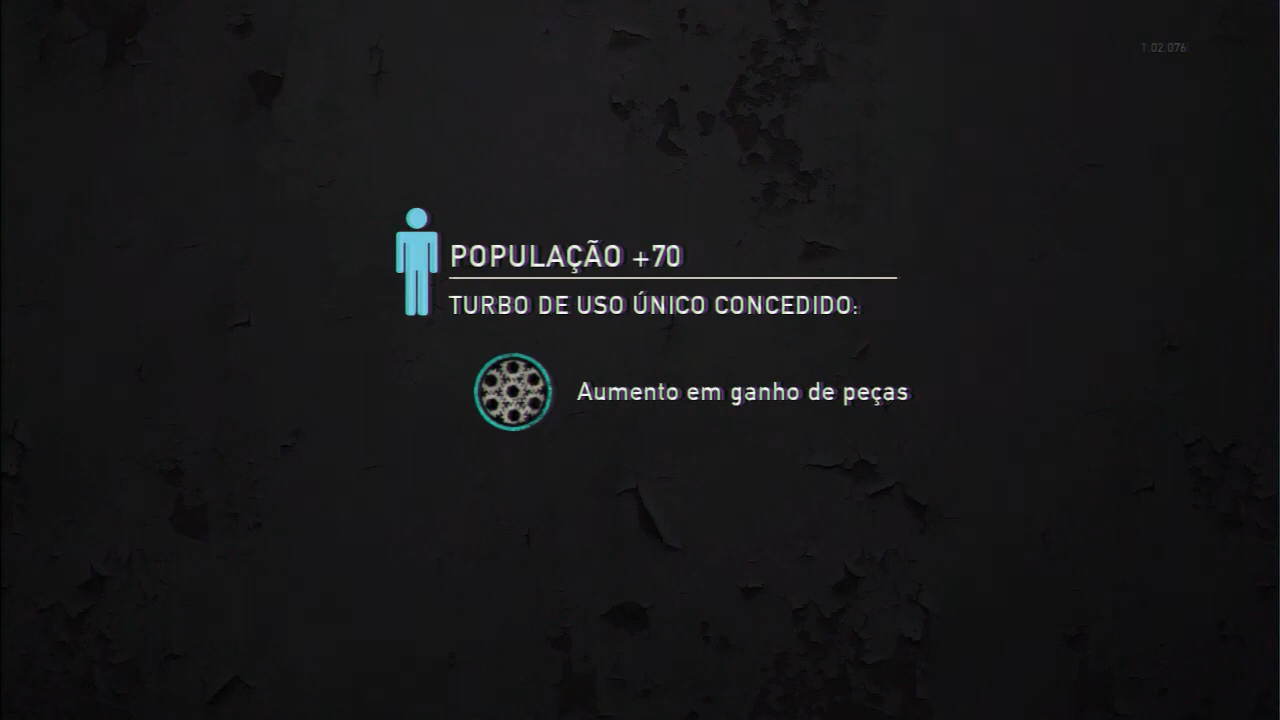 1.02.076
POPULAÇÃO +70
TURBO DE USO ÚNICO CONCEDIDO:
Aumento em ganho de peças